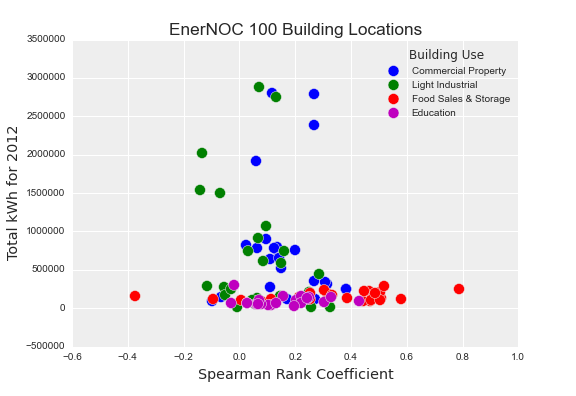 EnerNOC 100 Building Locations
3500000
3000000
2500000
2000000
1500000
1000000
500000
0
−500000
Total kWh for 2012
Building Use
Commercial Property
Light Industrial
Food Sales & Storage
Education
−0.6
−0.4
−0.2
0.0
0.2
0.4
0.6
0.8
1.0
Spearman Rank Coefficient